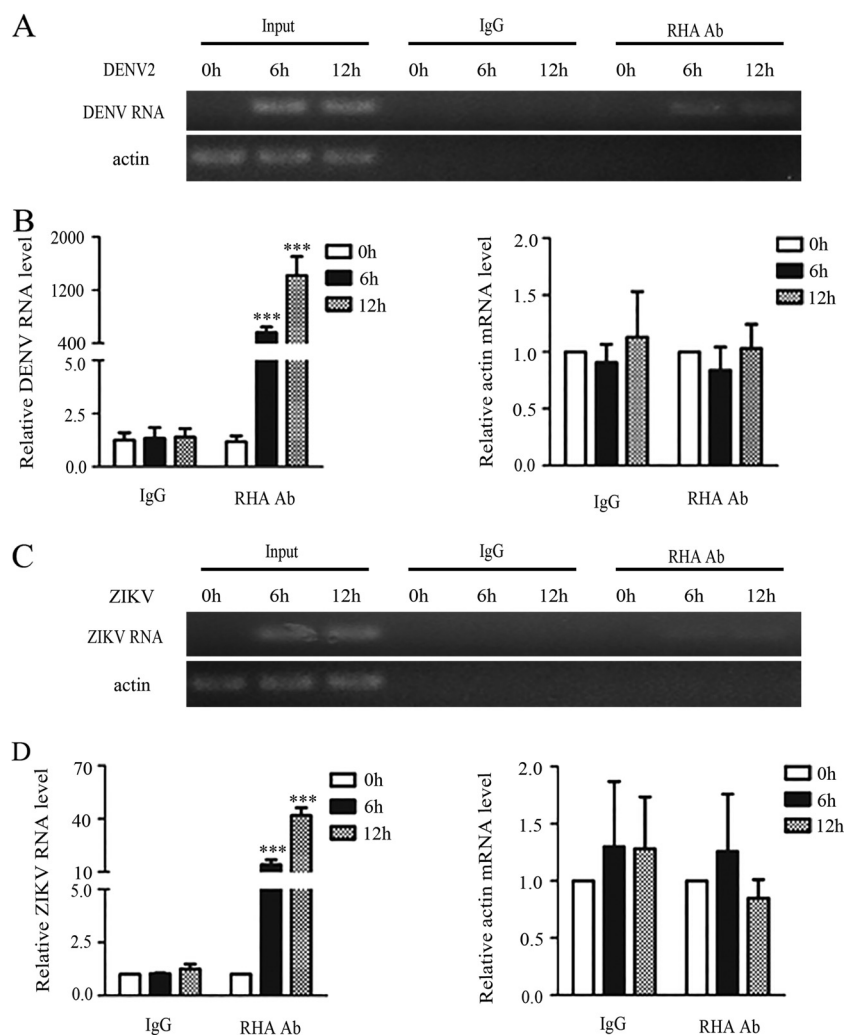 A
Input IgG RHA Ab
DENV2 0h 6h 12h 0h 6h 12h 0h 6h 12h
DENV RNA
actin
B
Relative DENV RNA level
2000
1200
400
5.0
2.5
0.0
*** ***
0h
6h
12h
IgG RHA Ab
Relative actin mRNA level
2.0
1.5
1.0
0.5
0.0
0h
6h
12h
IgG RHA Ab
C
Input IgG RHA Ab
ZIKV 0h 6h 12h 0h 6h 12h 0h 6h 12h
ZIKV RNA
actin
D
Relative ZIKV RNA level
70
40
10
5.0
2.5
0.0
*** ***
0h
6h
12h
IgG RHA Ab
Relative actin mRNA level
2.0
1.5
1.0
0.5
0.0
0h
6h
12h
IgG RHA Ab